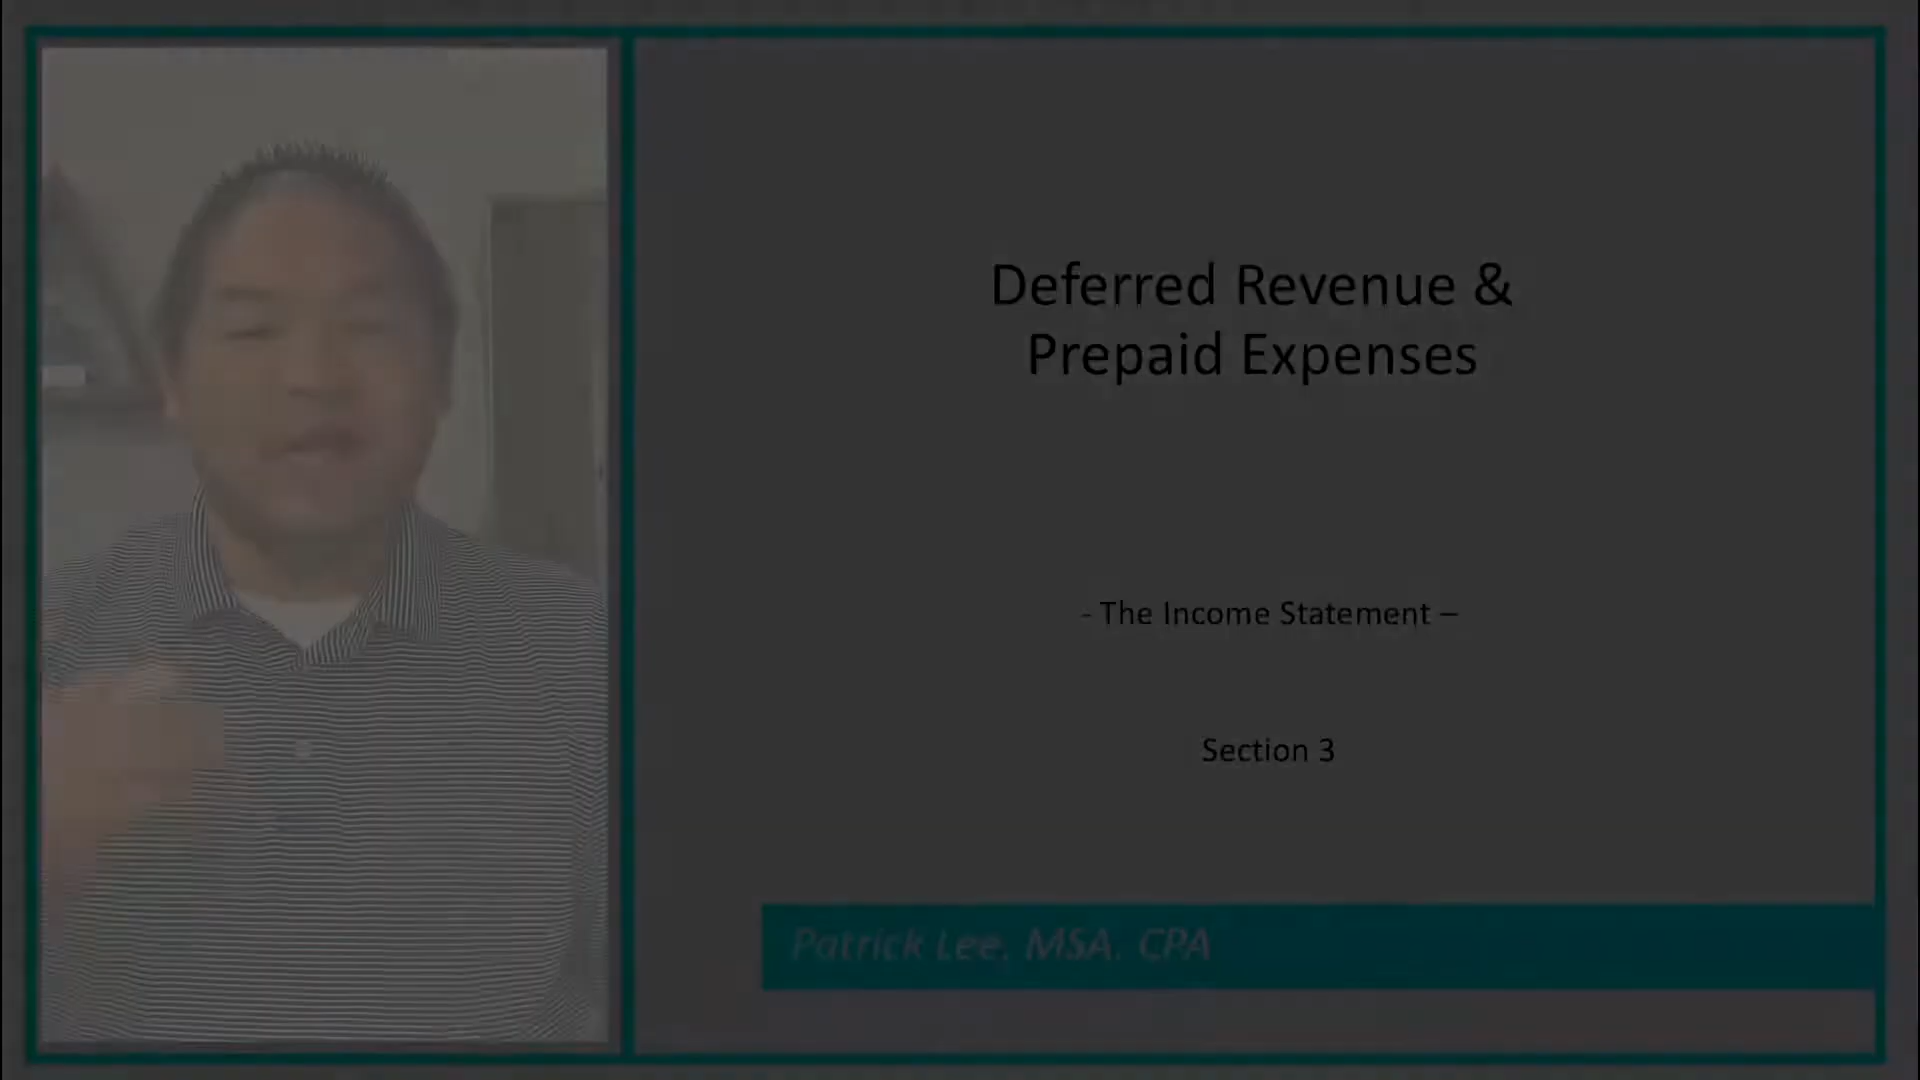 Deferred Revenue &
Prepaid Expenses
- The Income Statement –
Section 3
Patrick Lee, MSA, CPA